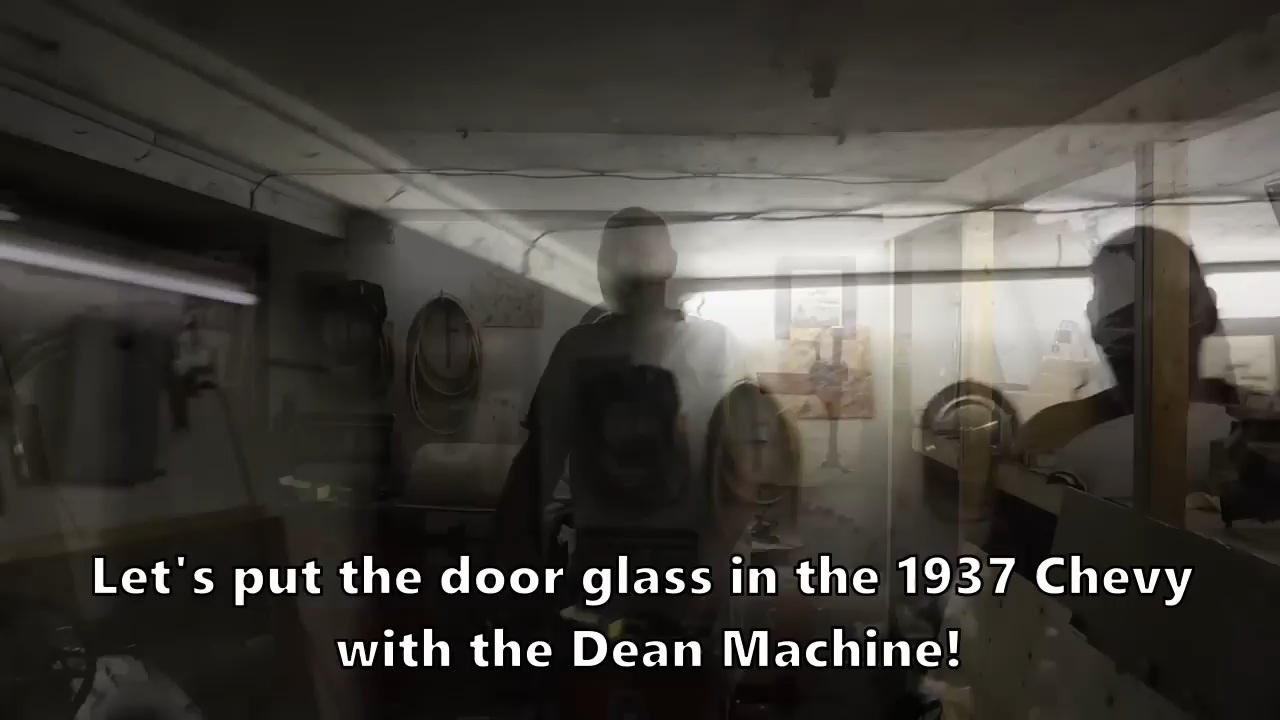 Let's put the door glass in the 1937 Chevy
with the Dean Machine!